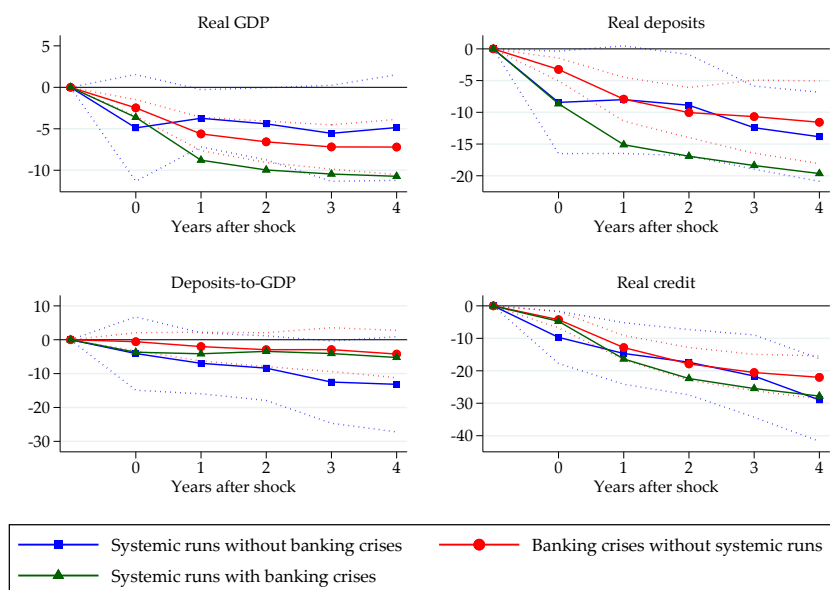 Real GDP
5
0
-5
-10
0 1 2 3 4
Years after shock
Real deposits
0
-5
-10
-15
-20
0 1 2 3 4
Years after shock
Deposits-to-GDP
10
0
-10
-20
-30
0 1 2 3 4
Years after shock
Real credit
0
-10
-20
-30
-40
0 1 2 3 4
Years after shock
Systemic runs without banking crises
Banking crises without systemic runs
Systemic runs with banking crises